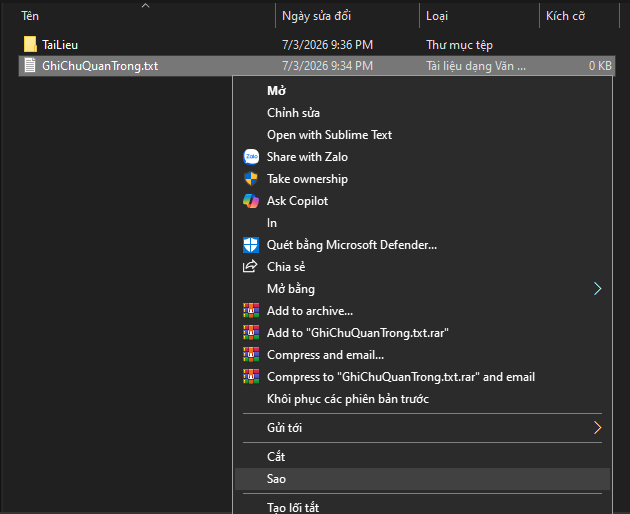 Tên Ngày sửa đổi Loại Kích cỡ
TaiLieu 7/3/2026 9:36 PM Thư mục tệp
GhiChuQuanTrong.txt 7/3/2026 9:34 PM Tài liệu dạng Văn ... 0 KB
Mở
Chỉnh sửa
Open with Sublime Text
Zalo Share with Zalo
Take ownership
Ask Copilot
In
Quét bằng Microsoft Defender...
Chia sẻ
Mở bằng
Add to archive...
Add to "GhiChuQuanTrong.txt.rar"
Compress and email...
Compress to "GhiChuQuanTrong.txt.rar" and email
Khôi phục các phiên bản trước
Gửi tới
Cắt
Sao
Tạo lối tắt